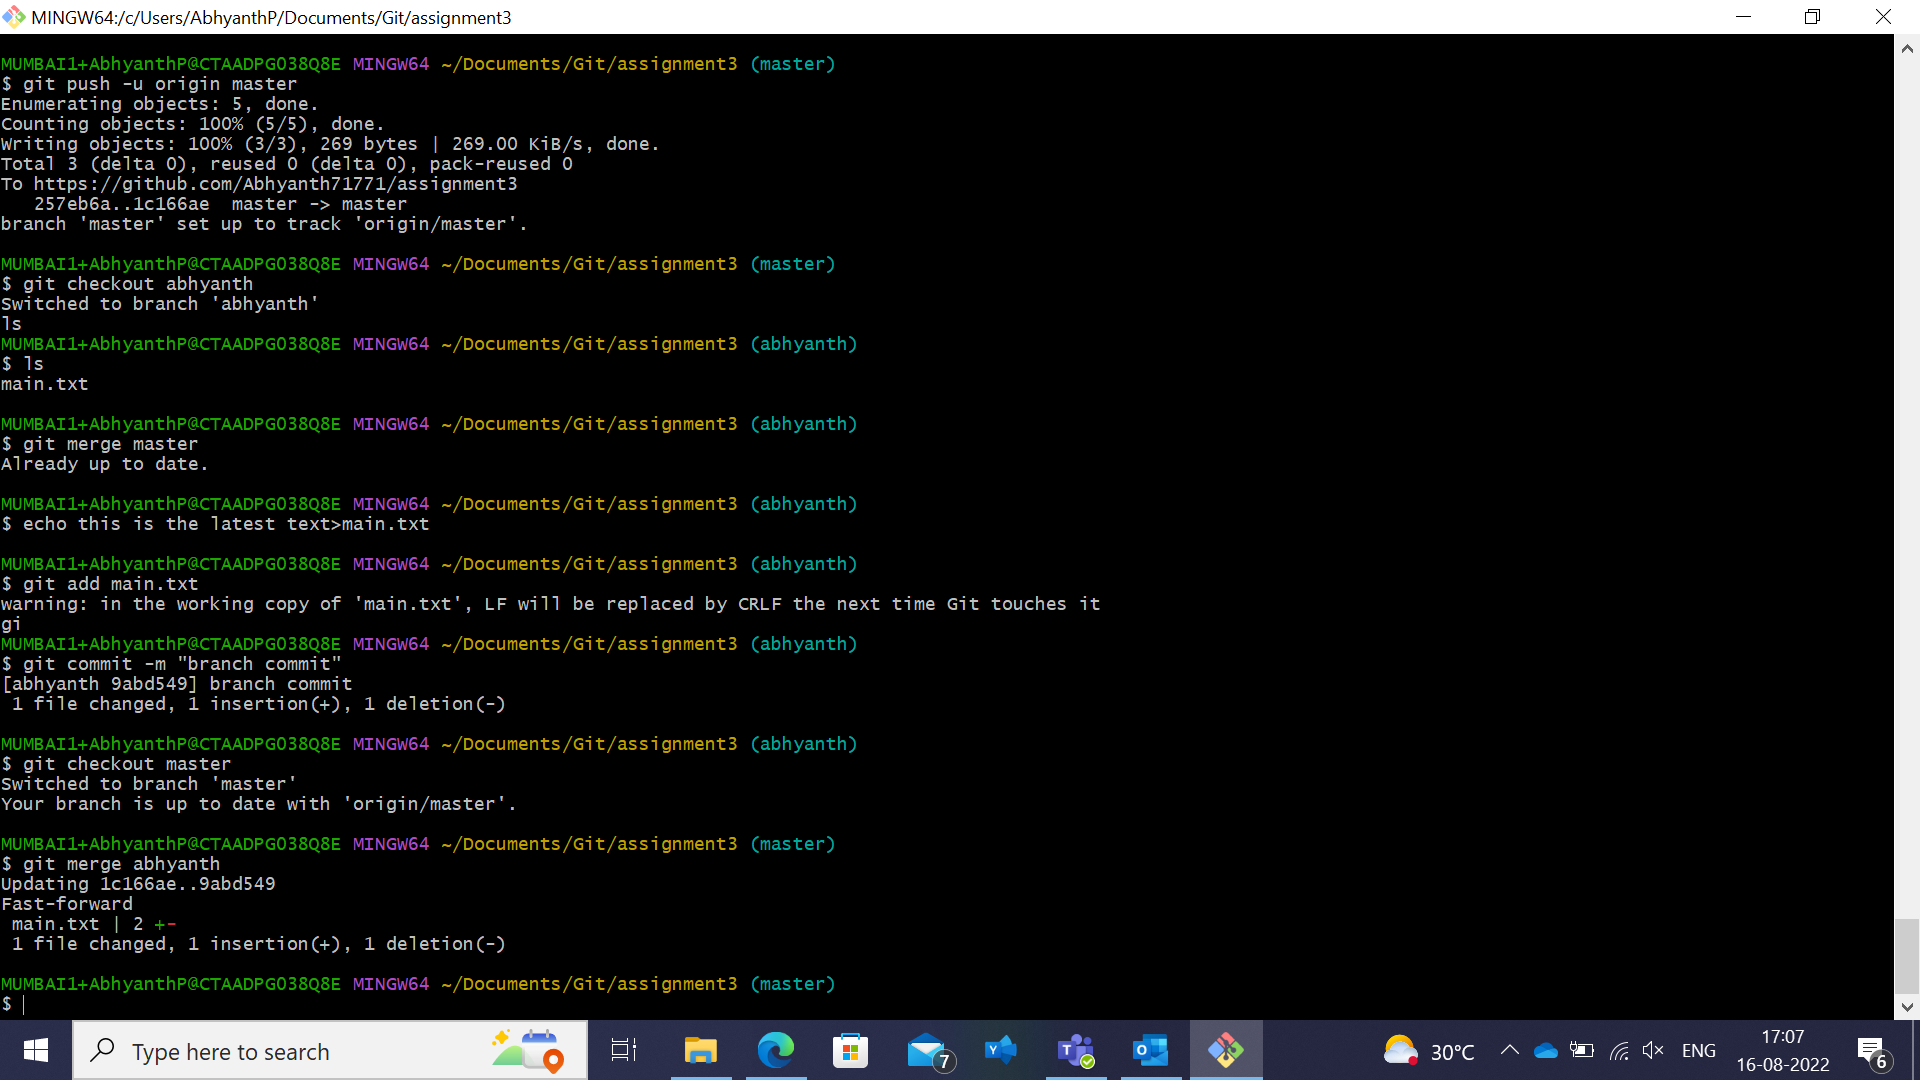 MINGW64:/c/Users/AbhyanthP/Documents/Git/assignment3
MUMBAI1+AbhyanthP@CTAADPG038Q8E MINGW64 ~/Documents/Git/assignment3 (master)
$ git push -u origin master
Enumerating objects: 5, done.
Counting objects: 100% (5/5), done.
Writing objects: 100% (3/3), 269 bytes | 269.00 KiB/s, done.
Total 3 (delta 0), reused 0 (delta 0), pack-reused 0
To https://github.com/Abhyanth71771/assignment3
   257eb6a..1c166ae  master -> master
branch 'master' set up to track 'origin/master'.
MUMBAI1+AbhyanthP@CTAADPG038Q8E MINGW64 ~/Documents/Git/assignment3 (master)
$ git checkout abhyanth
Switched to branch 'abhyanth'
ls
MUMBAI1+AbhyanthP@CTAADPG038Q8E MINGW64 ~/Documents/Git/assignment3 (abhyanth)
$ ls
main.txt
MUMBAI1+AbhyanthP@CTAADPG038Q8E MINGW64 ~/Documents/Git/assignment3 (abhyanth)
$ git merge master
Already up to date.
MUMBAI1+AbhyanthP@CTAADPG038Q8E MINGW64 ~/Documents/Git/assignment3 (abhyanth)
$ echo this is the latest text>main.txt
MUMBAI1+AbhyanthP@CTAADPG038Q8E MINGW64 ~/Documents/Git/assignment3 (abhyanth)
$ git add main.txt
warning: in the working copy of 'main.txt', LF will be replaced by CRLF the next time Git touches it
gi
MUMBAI1+AbhyanthP@CTAADPG038Q8E MINGW64 ~/Documents/Git/assignment3 (abhyanth)
$ git commit -m "branch commit"
[abhyanth 9abd549] branch commit
 1 file changed, 1 insertion(+), 1 deletion(-)
MUMBAI1+AbhyanthP@CTAADPG038Q8E MINGW64 ~/Documents/Git/assignment3 (abhyanth)
$ git checkout master
Switched to branch 'master'
Your branch is up to date with 'origin/master'.
MUMBAI1+AbhyanthP@CTAADPG038Q8E MINGW64 ~/Documents/Git/assignment3 (master)
$ git merge abhyanth
Updating 1c166ae..9abd549
Fast-forward
 main.txt | 2 +-
 1 file changed, 1 insertion(+), 1 deletion(-)
MUMBAI1+AbhyanthP@CTAADPG038Q8E MINGW64 ~/Documents/Git/assignment3 (master)
$
Type here to search
7
Y
T
O
30°C
ENG
17:07
16-08-2022
6